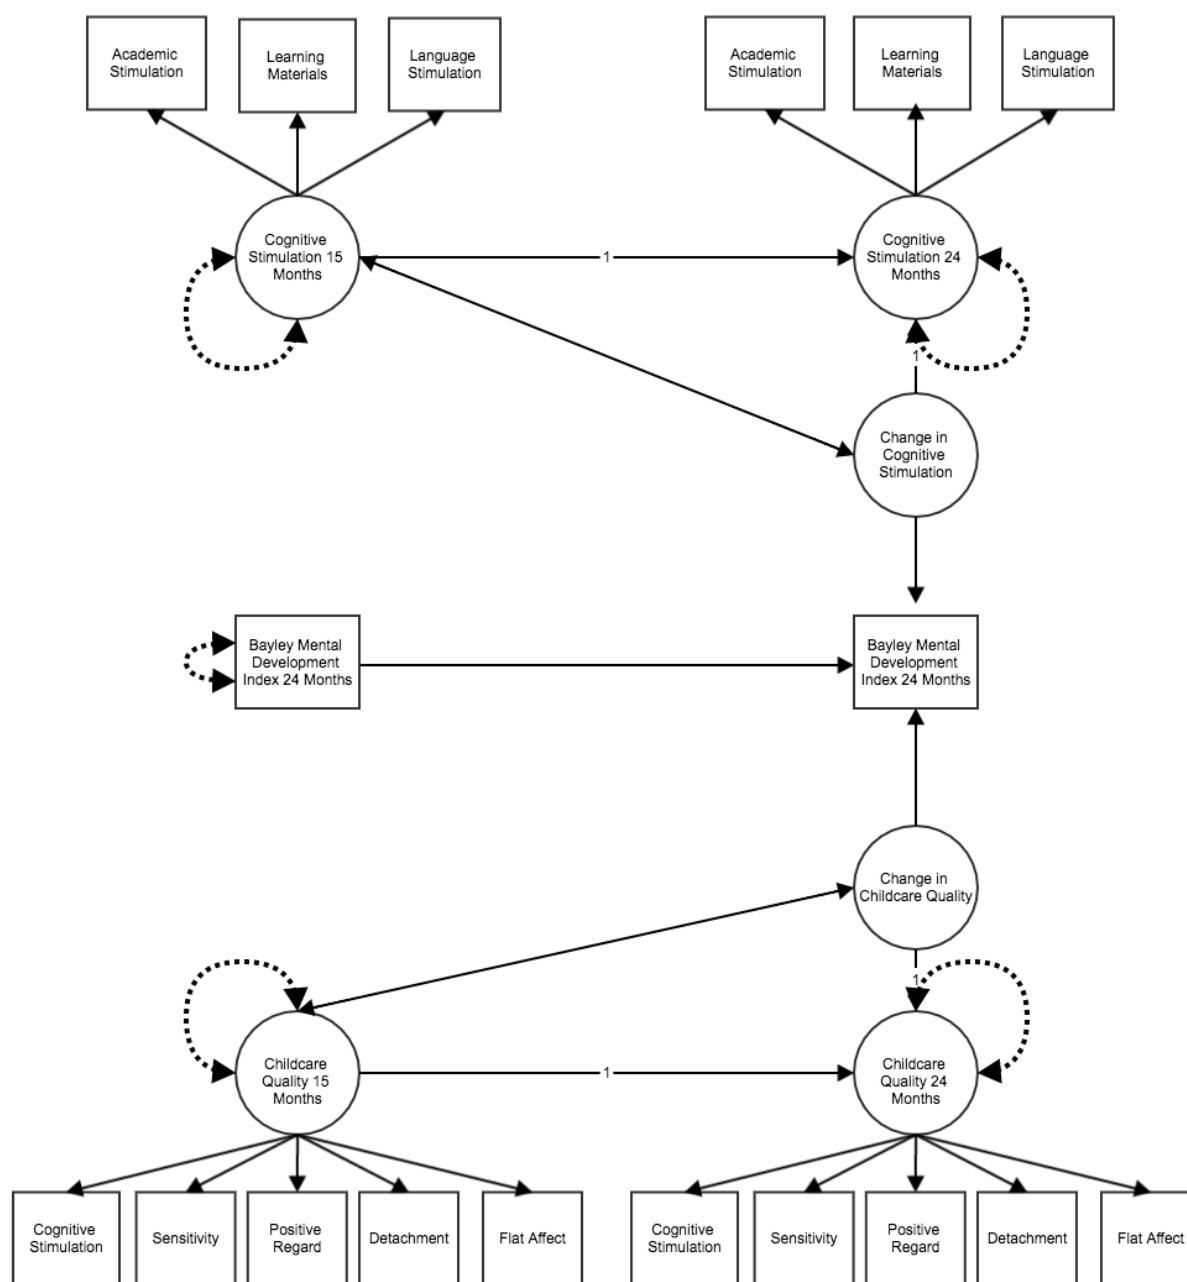 Academic
Stimulation
Learning
Materials
Language
Stimulation
Academic
Stimulation
Learning
Materials
Language
Stimulation
Cognitive
Stimulation 15
Months
1
Cognitive
Stimulation 24
Months
1
Change in
Cognitive
Stimulation
Bayley Mental
Development
Index 24 Months
Bayley Mental
Development
Index 24 Months
Change in
Childcare Quality
1
Childcare
Quality 15
Months
1
Childcare
Quality 24
Months
Cognitive
Stimulation
Sensitivity
Positive
Regard
Detachment
Flat Affect
Cognitive
Stimulation
Sensitivity
Positive
Regard
Detachment
Flat Affect